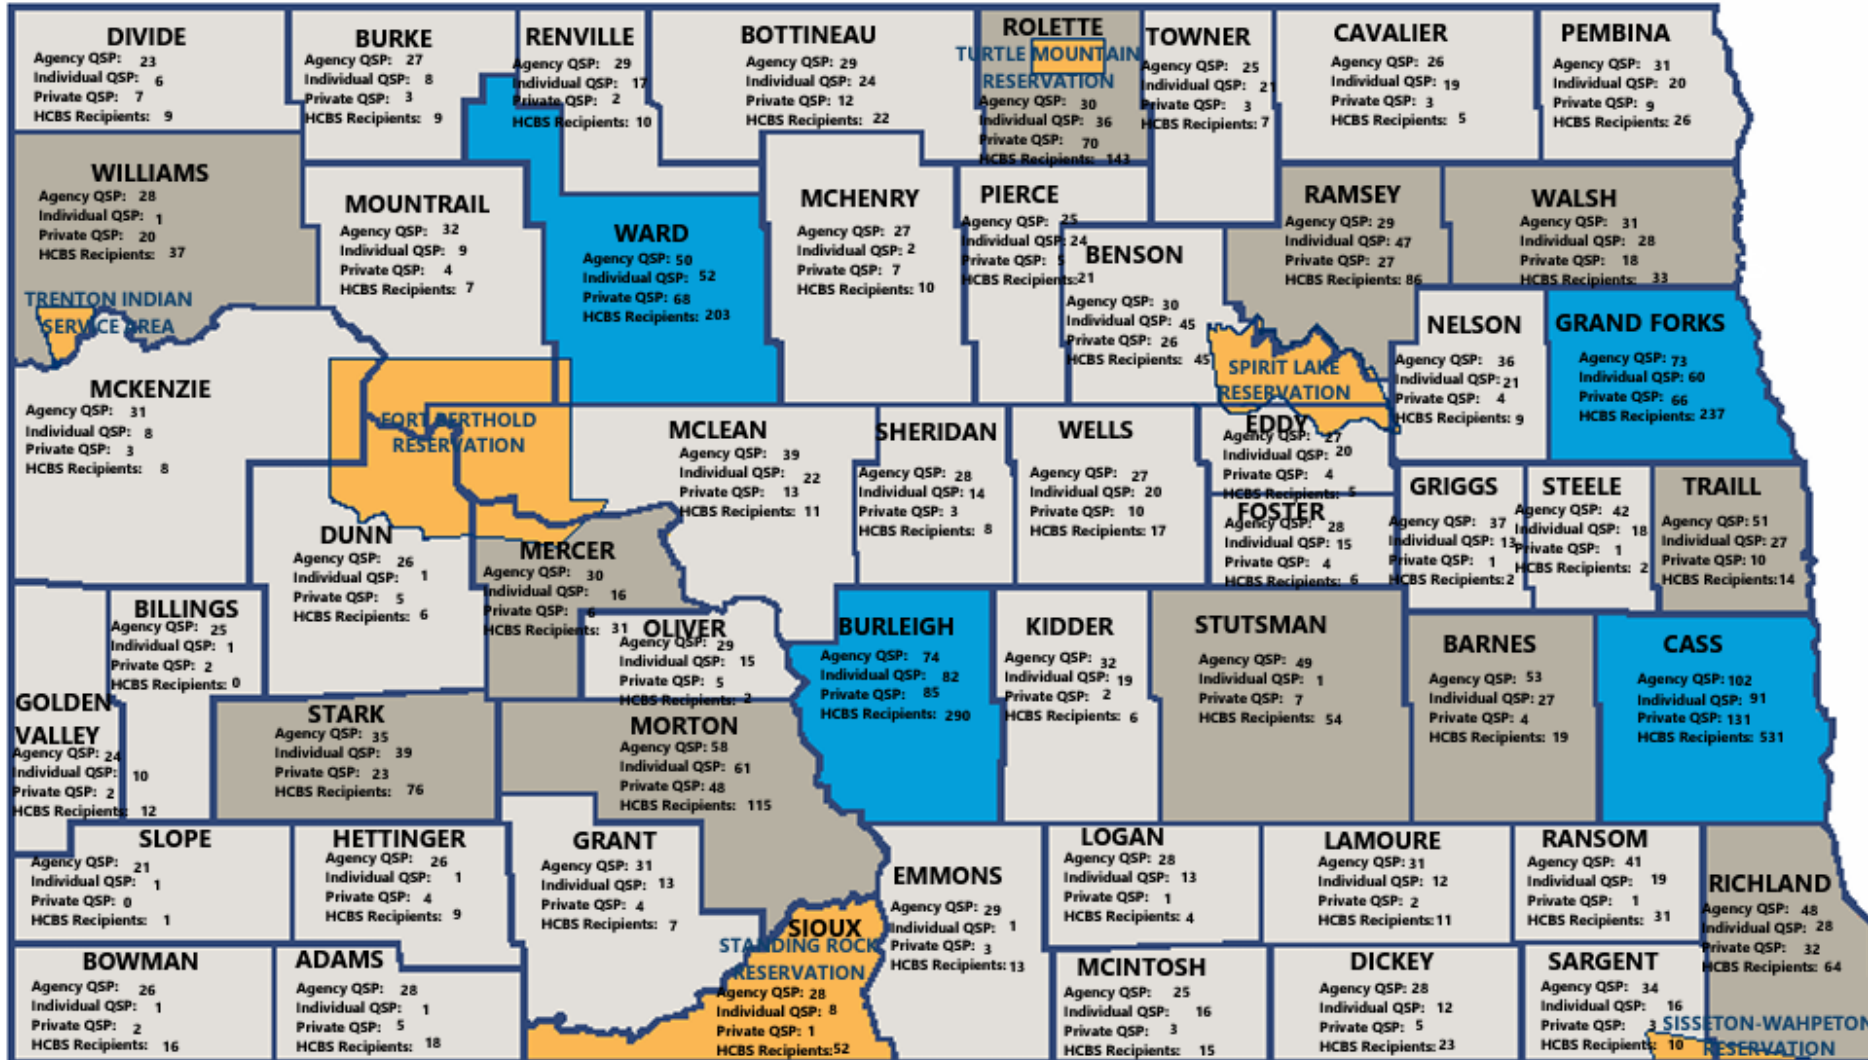 DIVIDE
Agency QSP: 23
Individual QSP: 6
Private QSP: 7
HCBS Recipients: 9
BURKE
Agency QSP: 27
Individual QSP: 8
Private QSP: 3
HCBS Recipients: 9
RENVILLE
Agency QSP: 29
Individual QSP: 17
Private QSP: 2
HCBS Recipients: 10
BOTTINEAU
Agency QSP: 29
Individual QSP: 24
Private QSP: 12
HCBS Recipients: 22
ROLETTE
TURTLE MOUNTAIN
RESERVATION
Agency QSP: 30
Individual QSP: 36
Private QSP: 70
HCBS Recipients: 143
TOWNER
Agency QSP: 25
Individual QSP: 21
Private QSP: 3
HCBS Recipients: 7
CAVALIER
Agency QSP: 26
Individual QSP: 19
Private QSP: 3
HCBS Recipients: 5
PEMBINA
Agency QSP: 31
Individual QSP: 20
Private QSP: 9
HCBS Recipients: 26
WILLIAMS
Agency QSP: 28
Individual QSP: 1
Private QSP: 20
HCBS Recipients: 37
TRENTON INDIAN
SERVICE AREA
MOUNTRAIL
Agency QSP: 32
Individual QSP: 9
Private QSP: 4
HCBS Recipients: 7
WARD
Agency QSP: 50
Individual QSP: 52
Private QSP: 68
HCBS Recipients: 203
MCHENRY
Agency QSP: 27
Individual QSP: 2
Private QSP: 7
HCBS Recipients: 10
PIERCE
Agency QSP: 25
Individual QSP: 24
Private QSP: 5
HCBS Recipients: 21
BENSON
Agency QSP: 30
Individual QSP: 45
Private QSP: 26
HCBS Recipients: 45
RAMSEY
Agency QSP: 29
Individual QSP: 47
Private QSP: 27
HCBS Recipients: 86
WALSH
Agency QSP: 31
Individual QSP: 28
Private QSP: 18
HCBS Recipients: 33
SPIRIT LAKE
RESERVATION
NELSON
Agency QSP: 36
Individual QSP: 21
Private QSP: 4
HCBS Recipients: 9
GRAND FORKS
Agency QSP: 73
Individual QSP: 60
Private QSP: 66
HCBS Recipients: 237
MCKENZIE
Agency QSP: 31
Individual QSP: 8
Private QSP: 3
HCBS Recipients: 8
FORT BERTHOLD
RESERVATION
MCLEAN
Agency QSP: 39
Individual QSP: 22
Private QSP: 13
HCBS Recipients: 11
SHERIDAN
Agency QSP: 28
Individual QSP: 14
Private QSP: 3
HCBS Recipients: 8
WELLS
Agency QSP: 27
Individual QSP: 20
Private QSP: 10
HCBS Recipients: 17
EDDY
Agency QSP: 27
Individual QSP: 20
Private QSP: 4
HCBS Recipients: 5
FOSTER
Agency QSP: 28
Individual QSP: 15
Private QSP: 4
HCBS Recipients: 6
GRIGGS
Agency QSP: 37
Individual QSP: 13
Private QSP: 1
HCBS Recipients: 2
STEELE
Agency QSP: 42
Individual QSP: 18
Private QSP: 1
HCBS Recipients: 2
TRAILL
Agency QSP: 51
Individual QSP: 27
Private QSP: 10
HCBS Recipients: 14
DUNN
Agency QSP: 26
Individual QSP: 1
Private QSP: 5
HCBS Recipients: 6
MERCER
Agency QSP: 30
Individual QSP: 16
Private QSP: 6
HCBS Recipients: 31
BILLINGS
Agency QSP: 25
Individual QSP: 1
Private QSP: 2
HCBS Recipients: 0
OLIVER
Agency QSP: 29
Individual QSP: 15
Private QSP: 5
HCBS Recipients: 2
BURLEIGH
Agency QSP: 74
Individual QSP: 82
Private QSP: 85
HCBS Recipients: 290
KIDDER
Agency QSP: 32
Individual QSP: 19
Private QSP: 2
HCBS Recipients: 6
STUTSMAN
Agency QSP: 49
Individual QSP: 1
Private QSP: 7
HCBS Recipients: 54
BARNES
Agency QSP: 53
Individual QSP: 27
Private QSP: 4
HCBS Recipients: 19
CASS
Agency QSP: 102
Individual QSP: 91
Private QSP: 131
HCBS Recipients: 531
GOLDEN
VALLEY
Agency QSP: 24
Individual QSP: 10
Private QSP: 2
HCBS Recipients: 12
STARK
Agency QSP: 35
Individual QSP: 39
Private QSP: 23
HCBS Recipients: 76
MORTON
Agency QSP: 58
Individual QSP: 61
Private QSP: 48
HCBS Recipients: 115
SLOPE
Agency QSP: 21
Individual QSP: 1
Private QSP: 0
HCBS Recipients: 1
HETTINGER
Agency QSP: 26
Individual QSP: 1
Private QSP: 4
HCBS Recipients: 9
GRANT
Agency QSP: 31
Individual QSP: 13
Private QSP: 4
HCBS Recipients: 7
EMMONS
Agency QSP: 29
Individual QSP: 1
Private QSP: 3
HCBS Recipients: 13
LOGAN
Agency QSP: 28
Individual QSP: 13
Private QSP: 1
HCBS Recipients: 4
LAMOURE
Agency QSP: 31
Individual QSP: 12
Private QSP: 2
HCBS Recipients: 11
RANSOM
Agency QSP: 41
Individual QSP: 19
Private QSP: 1
HCBS Recipients: 31
RICHLAND
Agency QSP: 48
Individual QSP: 28
Private QSP: 32
HCBS Recipients: 64
SIOUX
STANDING ROCK
RESERVATION
Agency QSP: 28
Individual QSP: 8
Private QSP: 1
HCBS Recipients: 52
BOWMAN
Agency QSP: 26
Individual QSP: 1
Private QSP: 2
HCBS Recipients: 16
ADAMS
Agency QSP: 28
Individual QSP: 1
Private QSP: 5
HCBS Recipients: 18
MCINTOSH
Agency QSP: 25
Individual QSP: 16
Private QSP: 3
HCBS Recipients: 15
DICKEY
Agency QSP: 28
Individual QSP: 12
Private QSP: 5
HCBS Recipients: 23
SARGENT
Agency QSP: 34
Individual QSP: 16
Private QSP: 3
HCBS Recipients: 10
SISSETON-WAHPETON
RESERVATION